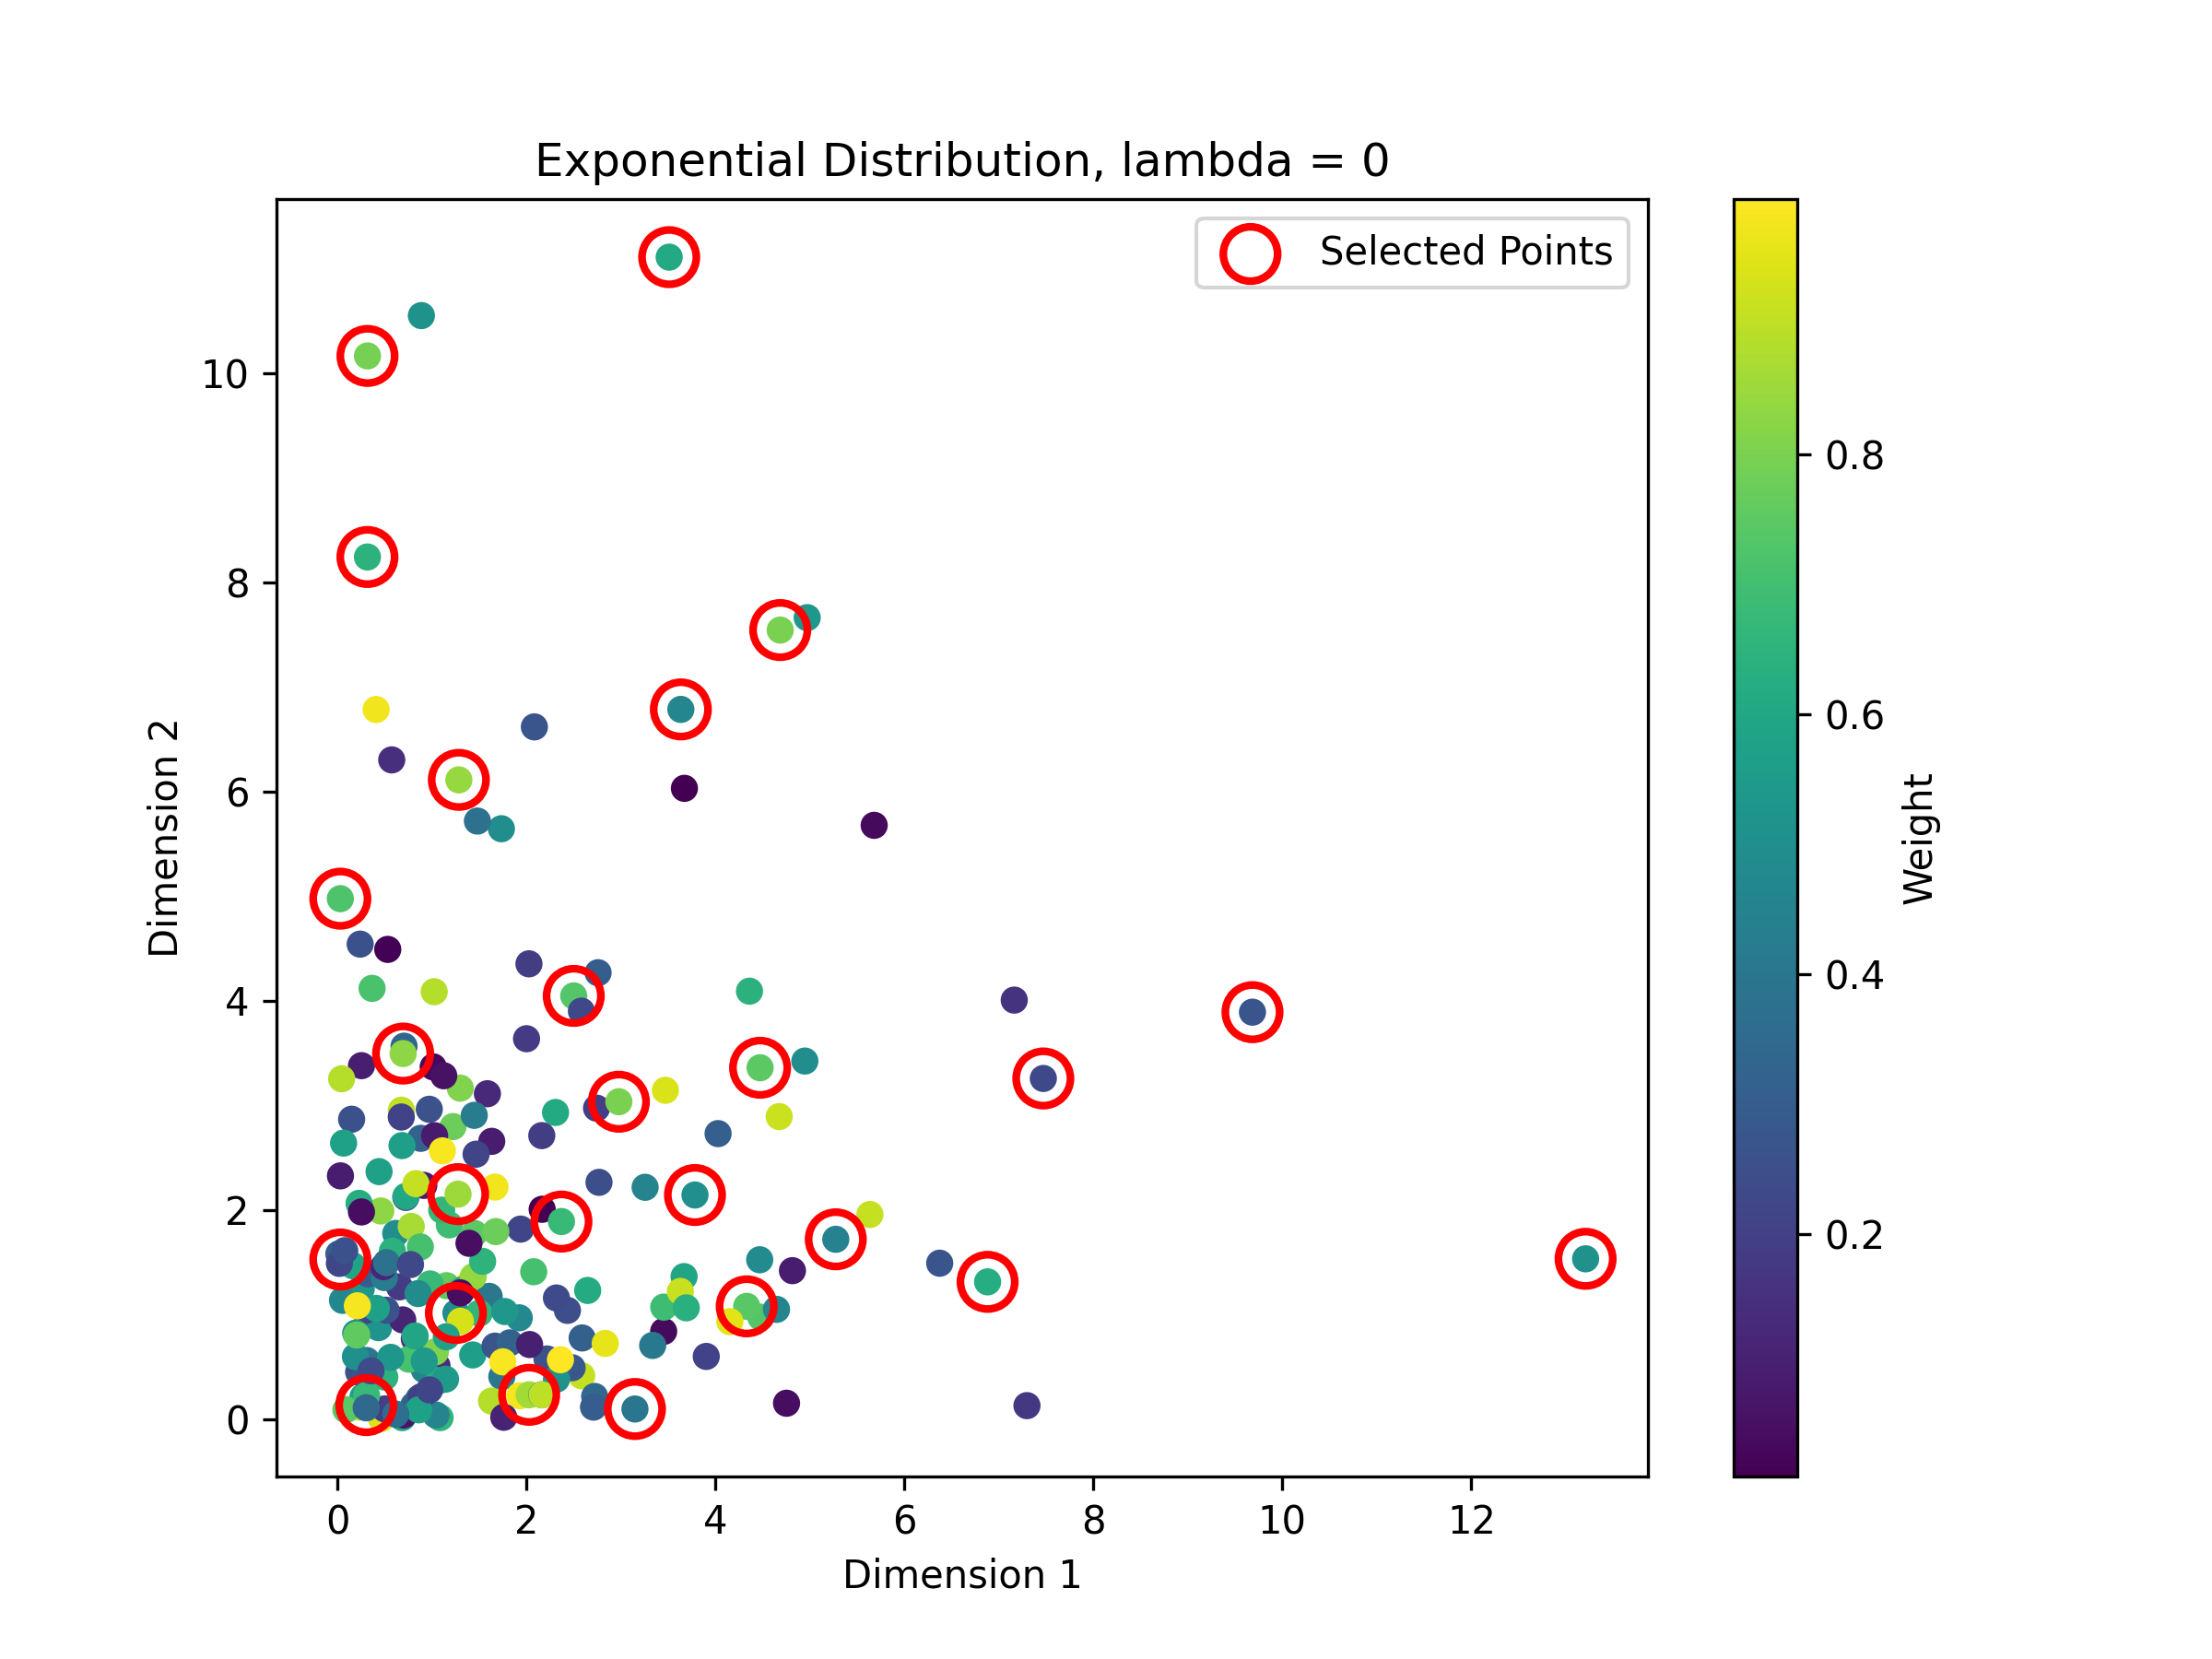 Exponential Distribution, lambda = 0
Selected Points
Dimension 2
10
8
6
4
2
0
0 2 4 6 8 10 12
Dimension 1
0.8
0.6
0.4
0.2
Weight